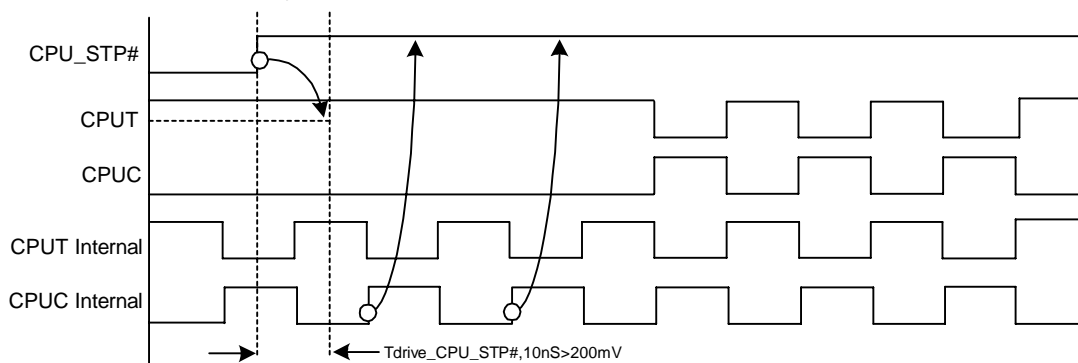 CPU_STP#
CPUT
CPUC
CPUT Internal
CPUC Internal
Tdrive_CPU_STP#,10nS>200mV